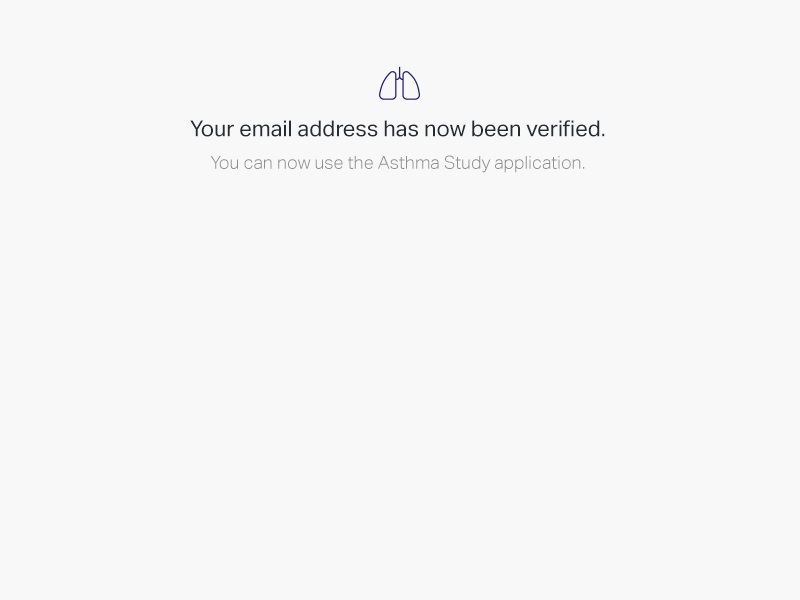 Your email address has now been verified.
You can now use the Asthma Study application.